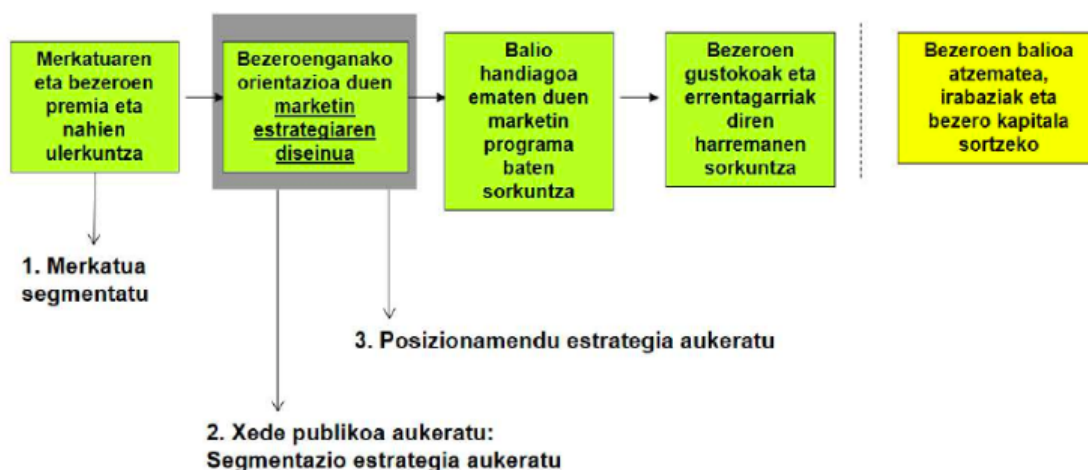 Merkatuaren
eta bezeroen
premia eta
nahien
ulerkuntza
Bezeroenganako
orientazioa duen
marketin
estrategiaren
diseinua
Balio
handiagoa
ematen duen
marketin
programa
baten
sorkuntza
Bezeroen
gustokoak eta
errentagarriak
diren
harremanen
sorkuntza
Bezeroen balioa
atzematea,
irabaziak eta
bezero kapitala
sortzeko
1. Merkatua
segmentatu
3. Posizionamendu estrategia aukeratu
2. Xede publikoa aukeratu:
Segmentazio estrategia aukeratu